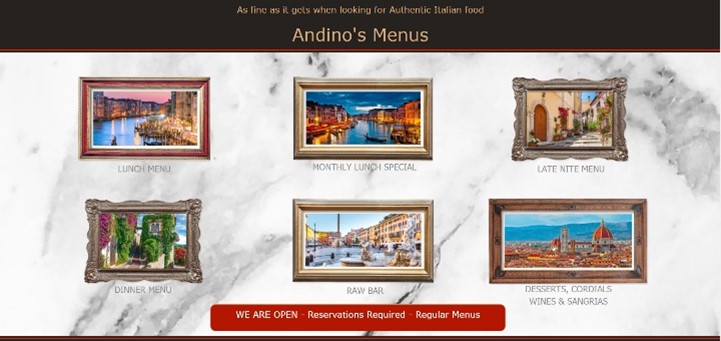 As fine as it gets when looking for Authentic Italian food
Andino's Menus
LUNCH MENU
MONTHLY LUNCH SPECIAL
LATE NITE MENU
DINNER MENU
RAW BAR
DESSERTS, CORDIALS
WINES & SANGRIAS
WE ARE OPEN - Reservations Required - Regular Menus